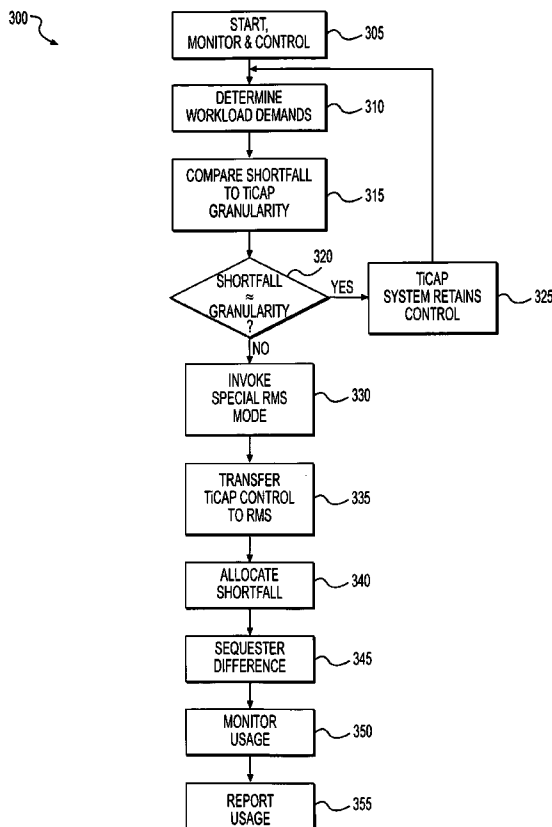 300
START,
MONITOR & CONTROL
305
DETERMINE
WORKLOAD DEMANDS
310
COMPARE SHORTFALL
TO TiCAP
GRANULARITY
315
320
SHORTFALL
≈
GRANULARITY
?
YES
TiCAP
SYSTEM RETAINS
CONTROL
325
NO
INVOKE
SPECIAL RMS
MODE
330
TRANSFER
TiCAP CONTROL
TO RMS
335
ALLOCATE
SHORTFALL
340
SEQUESTER
DIFFERENCE
345
MONITOR
USAGE
350
REPORT
USAGE
355